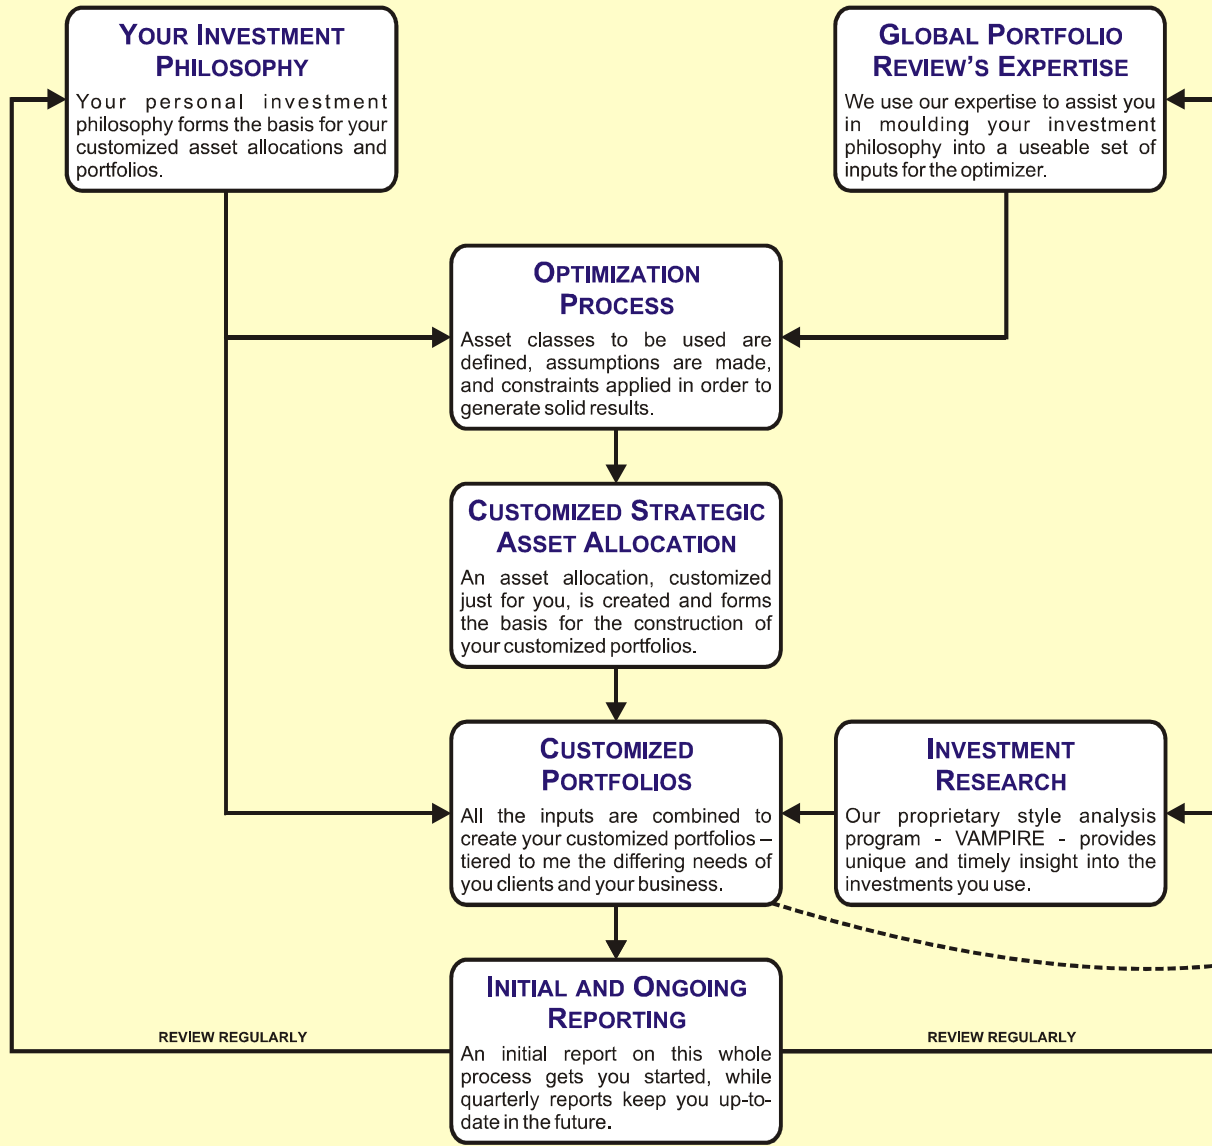 YOUR INVESTMENT
PHILOSOPHY
Your personal investment
philosophy forms the basis for your
customized asset allocations and
portfolios.
GLOBAL PORTFOLIO
REVIEW'S EXPERTISE
We use our expertise to assist you
in moulding your investment
philosophy into a useable set of
inputs for the optimizer.
OPTIMIZATION
PROCESS
Asset classes to be used are
defined, assumptions are made,
and constraints applied in order to
generate solid results.
CUSTOMIZED STRATEGIC
ASSET ALLOCATION
An asset allocation, customized
just for you, is created and forms
the basis for the construction of
your customized portfolios.
CUSTOMIZED
PORTFOLIOS
All the inputs are combined to
create your customized portfolios –
tiered to me the differing needs of
you clients and your business.
INVESTMENT
RESEARCH
Our proprietary style analysis
program - VAMPIRE - provides
unique and timely insight into the
investments you use.
INITIAL AND ONGOING
REPORTING
An initial report on this whole
process gets you started, while
quarterly reports keep you up-to-
date in the future.
REVIEW REGULARLY
REVIEW REGULARLY